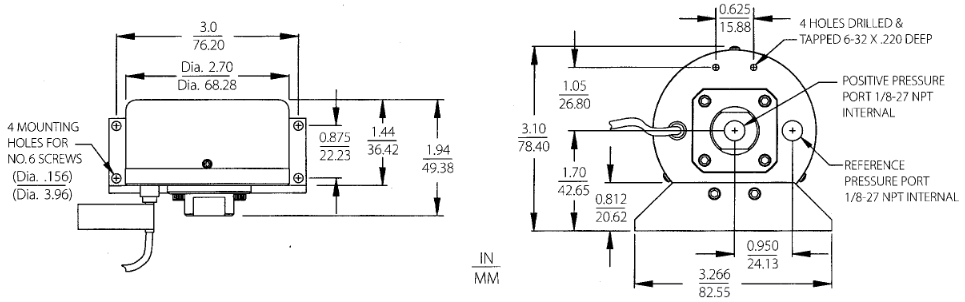 3.0
76.20
Dia. 2.70
Dia. 68.28
4 MOUNTING
HOLES FOR
NO. 6 SCREWS
(Dia. .156)
(Dia. 3.96)
0.875
22.23
1.44
36.42
1.94
49.38
IN
MM
0.625
15.88
4 HOLES DRILLED &
TAPPED 6-32 X .220 DEEP
1.05
26.80
3.10
78.40
1.70
42.65
0.812
20.62
POSITIVE PRESSURE
PORT 1/8-27 NPT
INTERNAL
REFERENCE
PRESSURE PORT
1/8-27 NPT INTERNAL
0.950
24.13
3.266
82.55